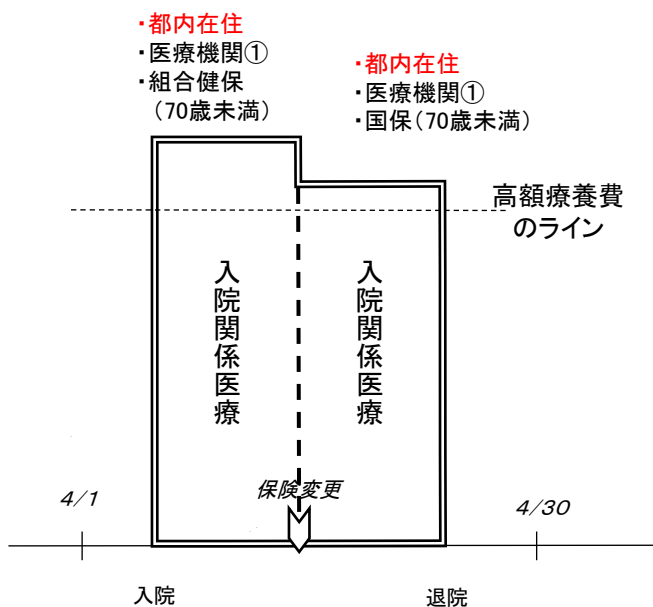 ・都内在住
・医療機関①
・組合健保
（70歳未満）
・都内在住
・医療機関①
・国保（70歳未満）
高額療養費
のライン
入院関係医療
入院関係医療
保険変更
4/1
4/30
入院
退院